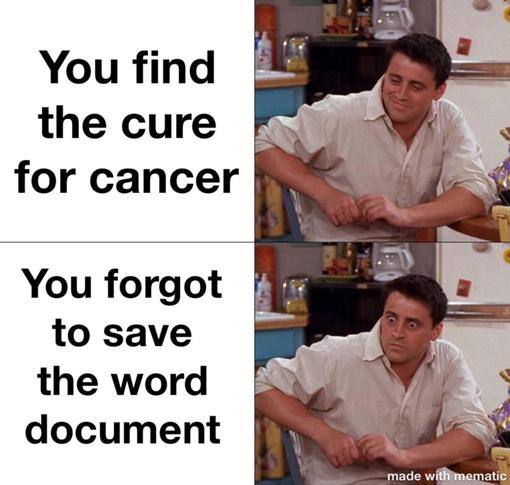 You find
the cure
for cancer
You forgot
to save
the word
document
made with mematic